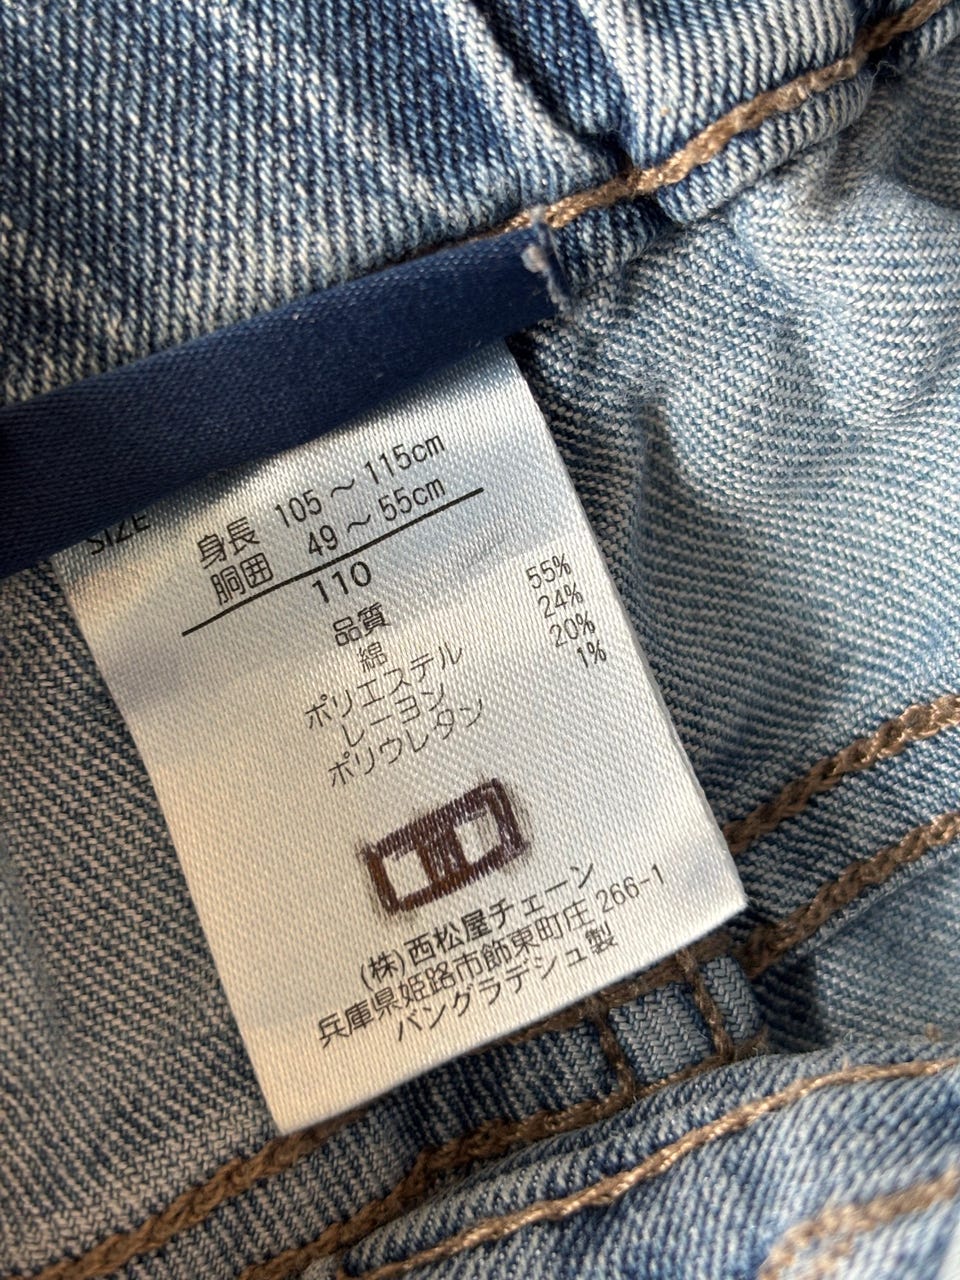 SIZE
身長 105～115cm
胴囲 49～55cm
110
品質
綿 55%
ポリエステル 24%
レーヨン 20%
ポリウレタン 1%
(株)西松屋チェーン
兵庫県姫路市飾東町庄 266-1
バングラデシュ製